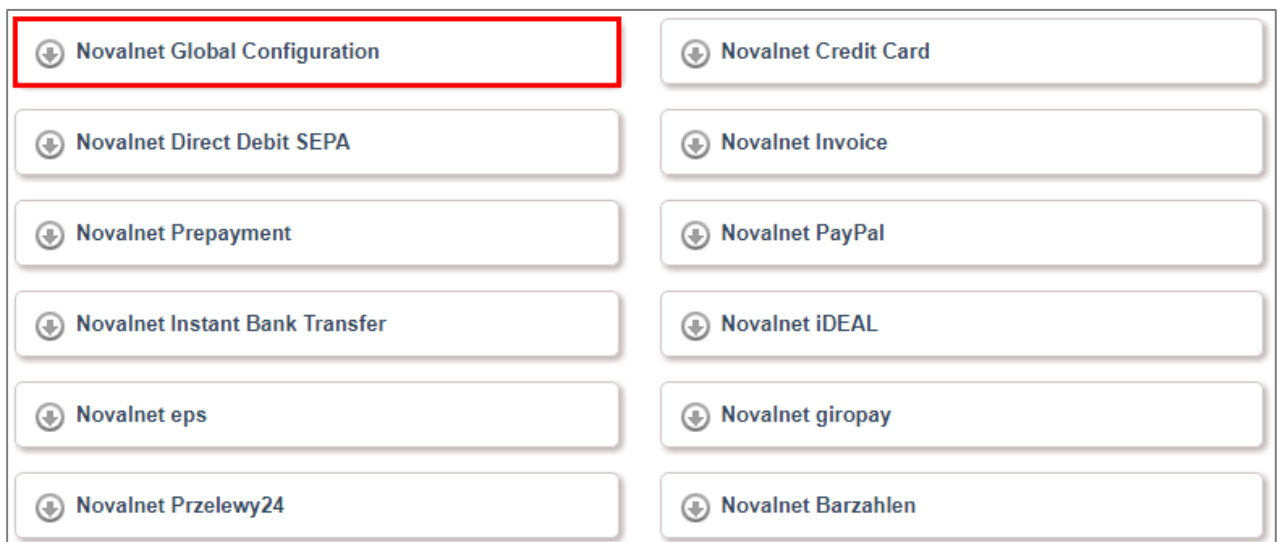 Novalnet Global Configuration
Novalnet Credit Card
Novalnet Direct Debit SEPA
Novalnet Invoice
Novalnet Prepayment
Novalnet PayPal
Novalnet Instant Bank Transfer
Novalnet iDEAL
Novalnet eps
Novalnet giropay
Novalnet Przelewy24
Novalnet Barzahlen